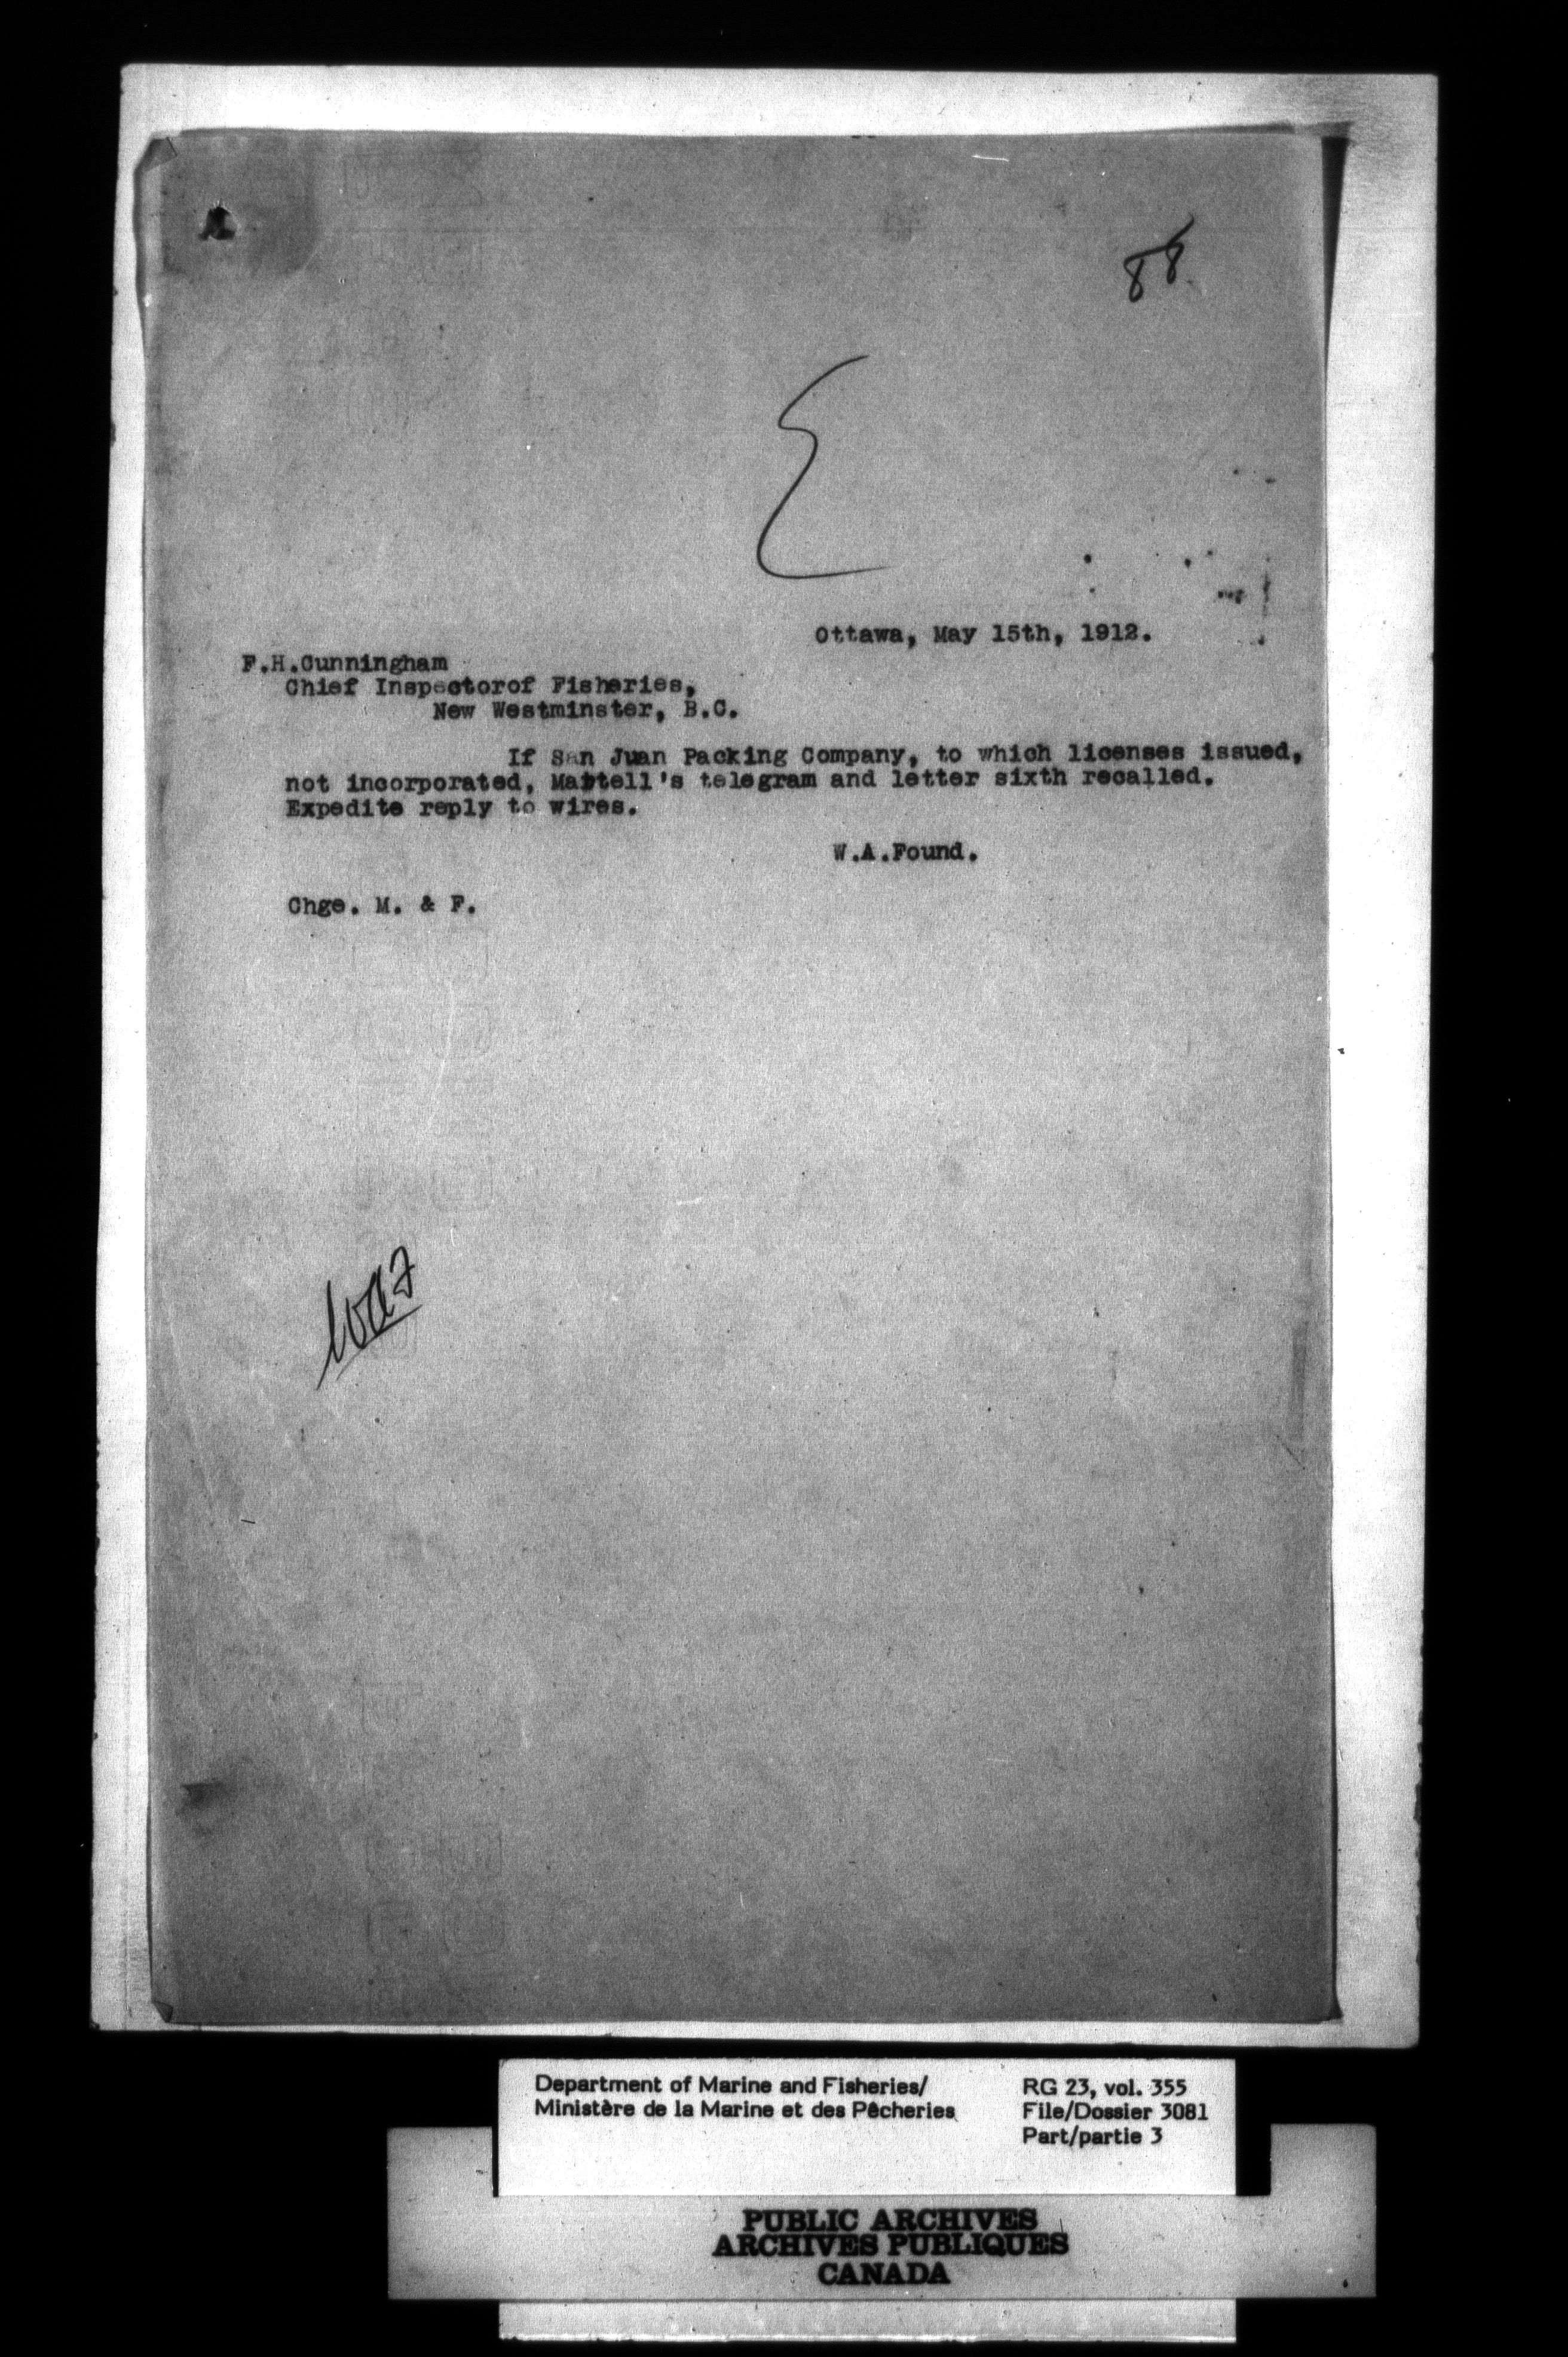 88
E
Ottawa, May 15th, 1912.
F.H.Cunningham
Chief Inspectorof Fisheries,
New Westminster, B.C.
If San Juan Packing Company, to which licenses issued,
not incorporated, Mattell's telegram and letter sixth recalled.
Expedite reply to wires.
W.A.Found.
Chge. M. & F.
Department of Marine and Fisheries/
Ministère de la Marine et des Pêcheries
RG 23, vol. 355
File/Dossier 3081
Part/partie 3
PUBLIC ARCHIVES
ARCHIVES PUBLIQUES
CANADA